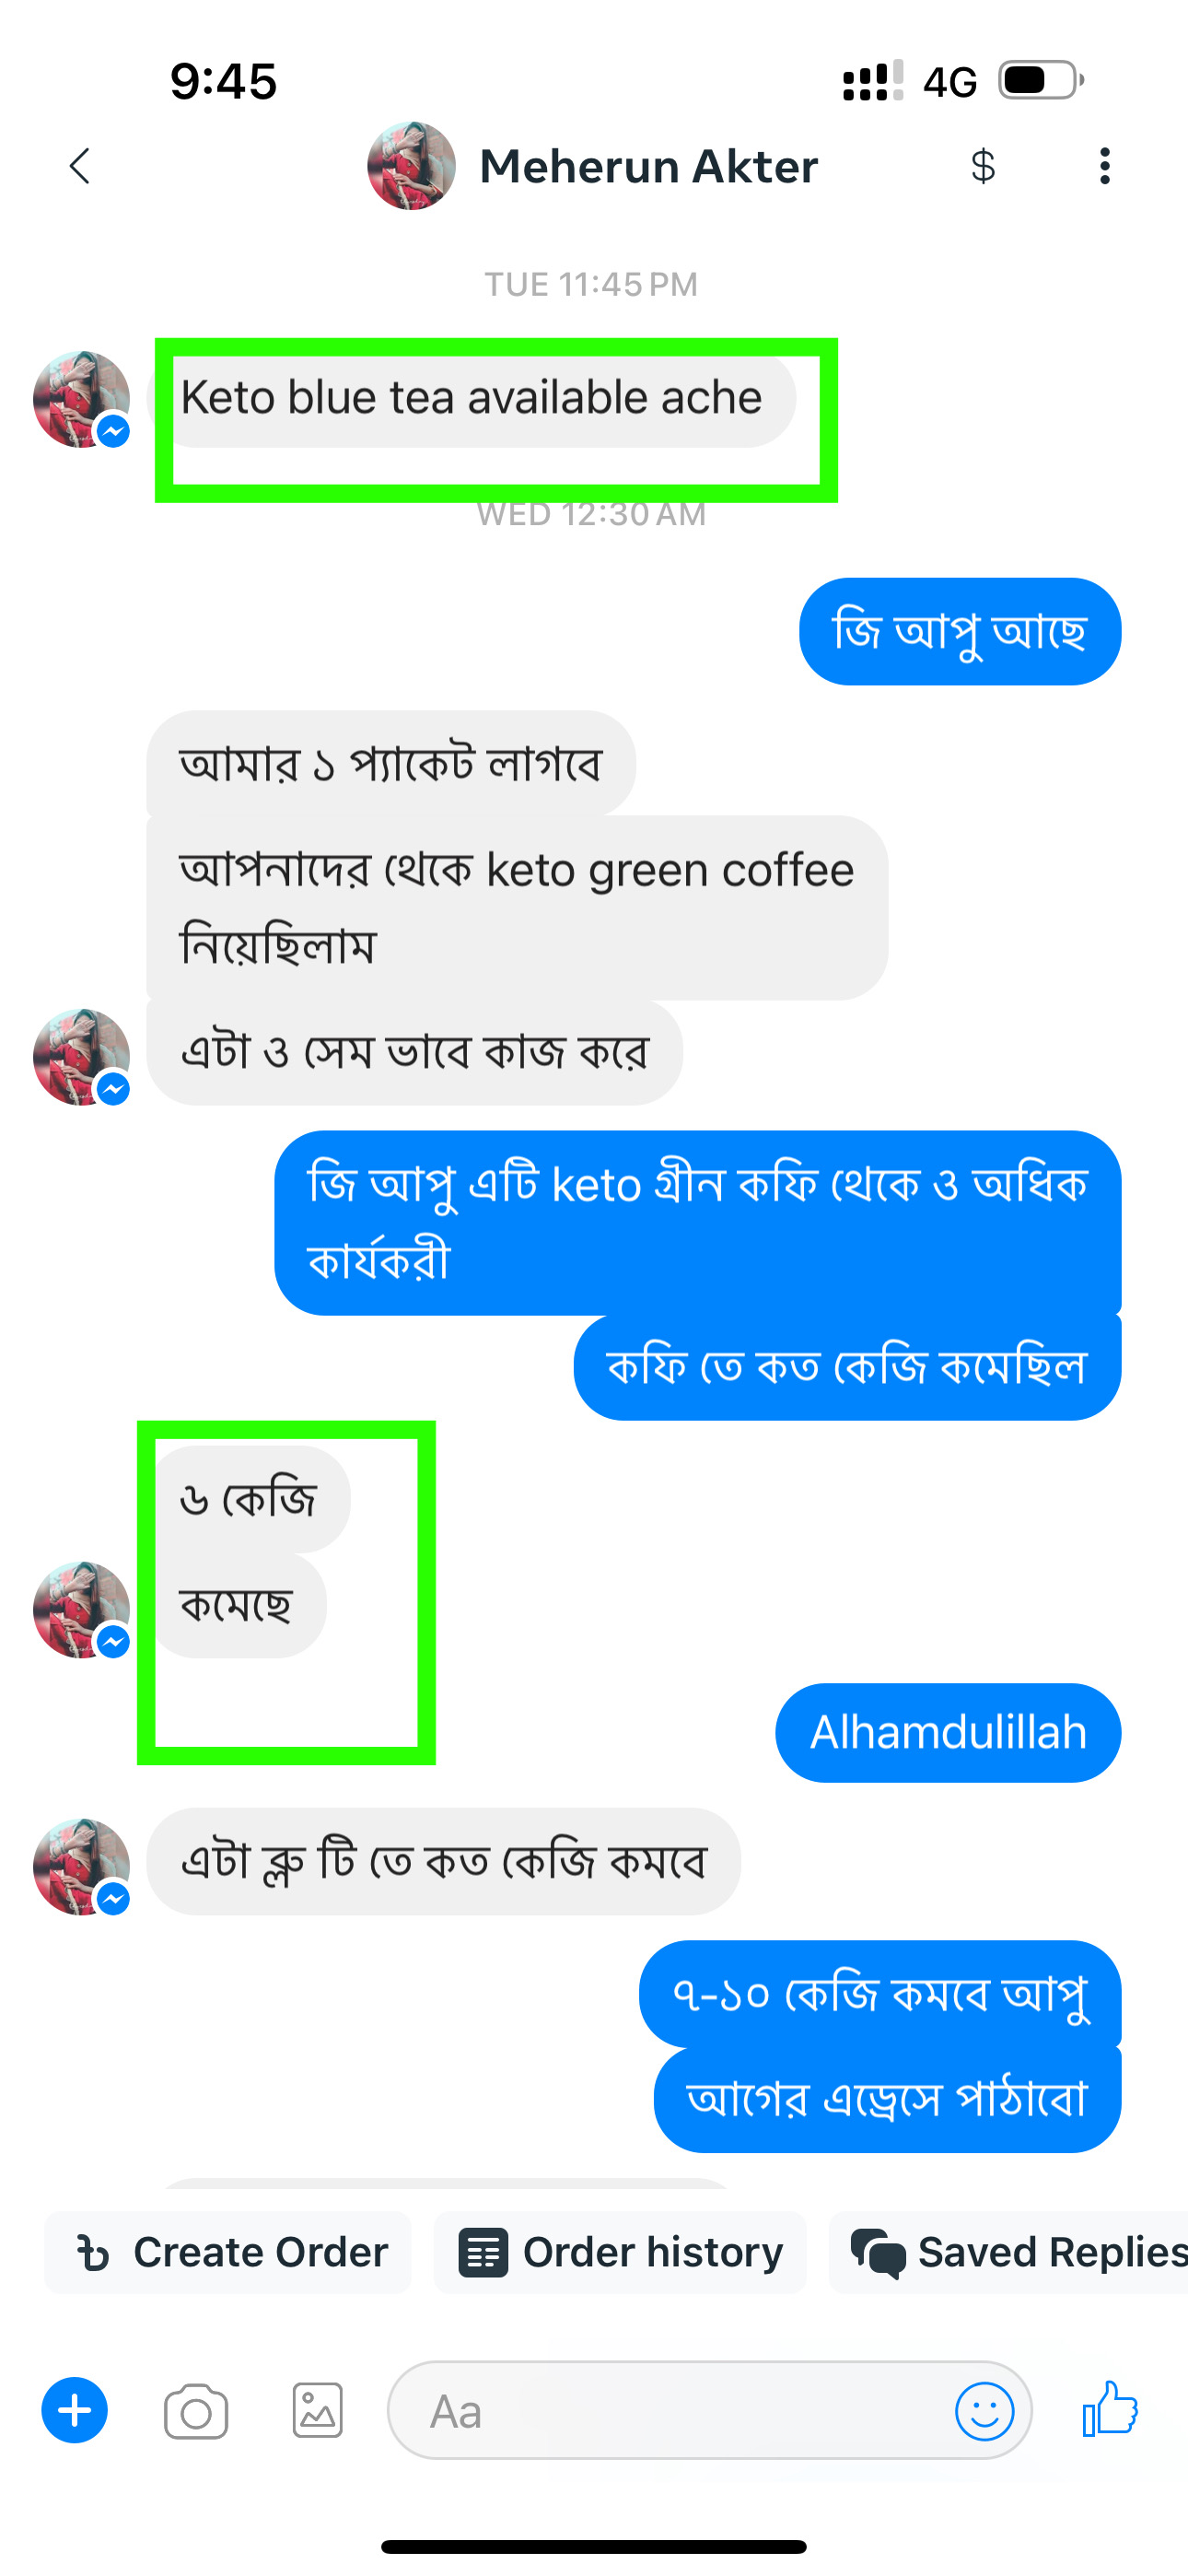 9:45
4G
Meherun Akter
$
TUE 11:45 PM
Keto blue tea available ache
WED 12:30 AM
জি আপু আছে
আমার ১ প্যাকেট লাগবে
আপনাদের থেকে keto green coffee
নিয়েছিলাম
এটা ও সেম ভাবে কাজ করে
জি আপু এটি keto গ্রীন কফি থেকে ও অধিক
কার্যকরী
কফি তে কত কেজি কমেছিল
৬ কেজি
কমেছে
Alhamdulillah
এটা ব্লু টি তে কত কেজি কমবে
৭-১০ কেজি কমবে আপু
আগের এড্রেসে পাঠাবো
৳ Create Order
Order history
Saved Replies
Aa